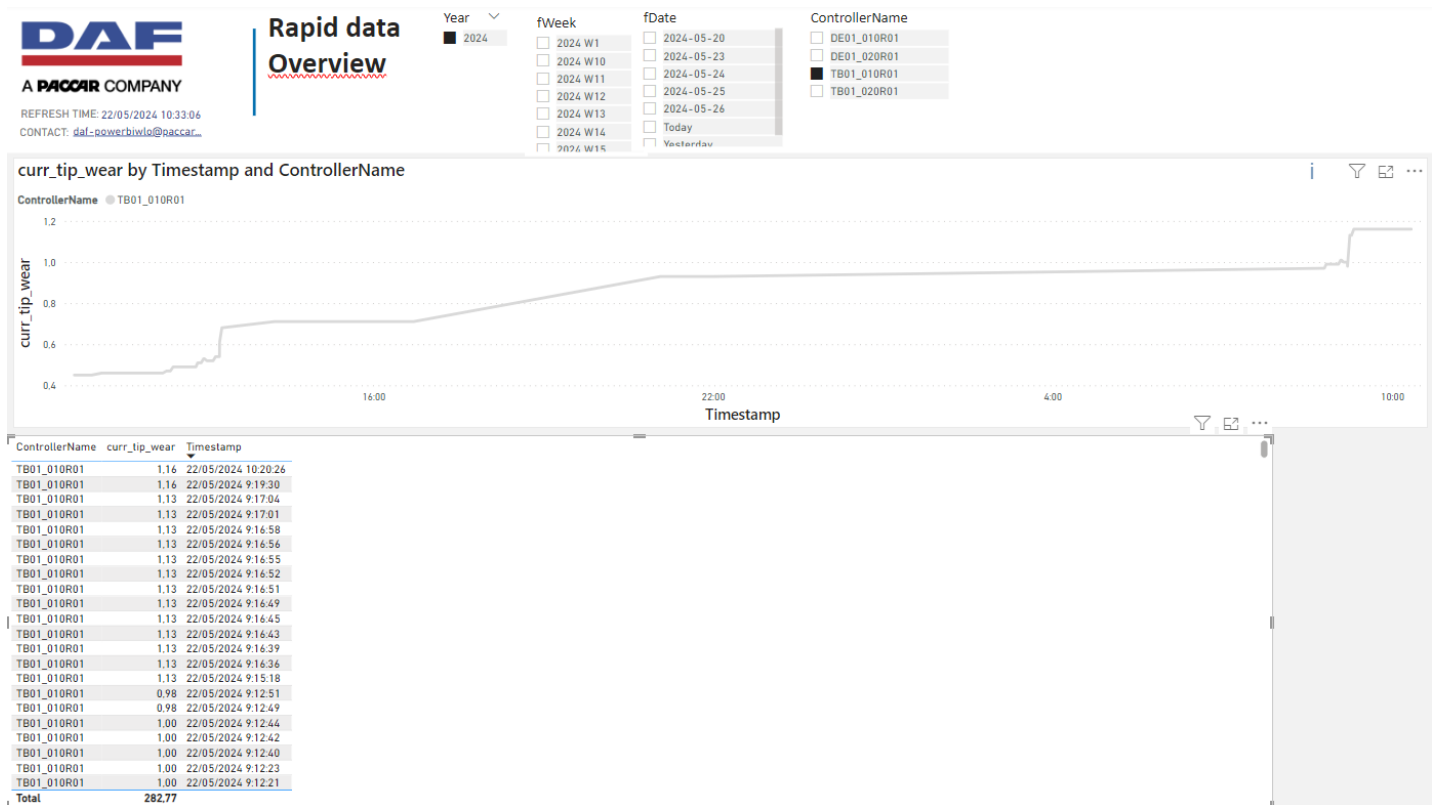 DAF
A PACCAR COMPANY
REFRESH TIME: 22/05/2024 10:33:06
CONTACT: daf-powerbiwlo@paccar...
Rapid data
Overview
Year
2024
fWeek
2024 W1
2024 W10
2024 W11
2024 W12
2024 W13
2024 W14
2024 W15
fDate
2024-05-20
2024-05-23
2024-05-24
2024-05-25
2024-05-26
Today
Yesterday
ControllerName
DE01_010R01
DE01_020R01
TB01_010R01
TB01_020R01
curr_tip_wear by Timestamp and ControllerName
ControllerName TB01_010R01
curr_tip_wear
1,2
1,0
0,8
0,6
0,4
16:00 22:00 4:00 10:00
Timestamp
ControllerName curr_tip_wear Timestamp
TB01_010R01 1,16 22/05/2024 10:20:26
TB01_010R01 1,16 22/05/2024 9:19:30
TB01_010R01 1,13 22/05/2024 9:17:04
TB01_010R01 1,13 22/05/2024 9:17:01
TB01_010R01 1,13 22/05/2024 9:16:58
TB01_010R01 1,13 22/05/2024 9:16:56
TB01_010R01 1,13 22/05/2024 9:16:55
TB01_010R01 1,13 22/05/2024 9:16:52
TB01_010R01 1,13 22/05/2024 9:16:51
TB01_010R01 1,13 22/05/2024 9:16:49
TB01_010R01 1,13 22/05/2024 9:16:45
TB01_010R01 1,13 22/05/2024 9:16:43
TB01_010R01 1,13 22/05/2024 9:16:39
TB01_010R01 1,13 22/05/2024 9:16:36
TB01_010R01 1,13 22/05/2024 9:15:18
TB01_010R01 0,98 22/05/2024 9:12:51
TB01_010R01 0,98 22/05/2024 9:12:49
TB01_010R01 1,00 22/05/2024 9:12:44
TB01_010R01 1,00 22/05/2024 9:12:42
TB01_010R01 1,00 22/05/2024 9:12:40
TB01_010R01 1,00 22/05/2024 9:12:23
TB01_010R01 1,00 22/05/2024 9:12:21
Total 282,77